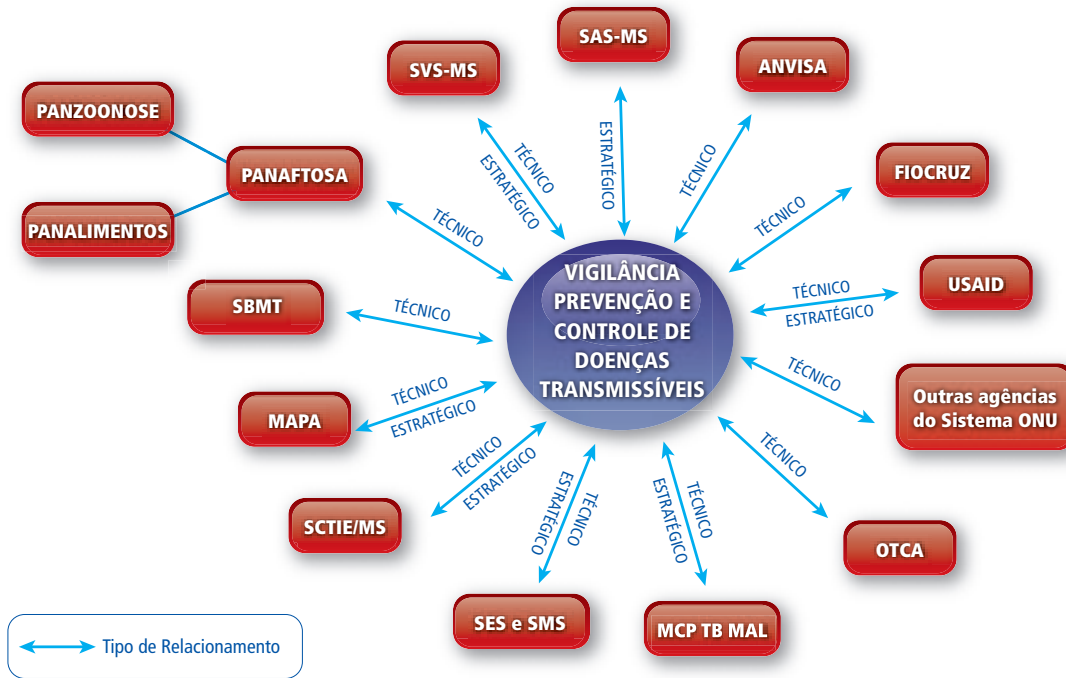 SAS-MS
SVS-MS
ANVISA
PANZOONOSE
PANAFTOSA
PANALIMENTOS
FIOCRUZ
TÉCNICO
ESTRATÉGICO
ESTRATÉGICO
TÉCNICO
TÉCNICO
TÉCNICO
VIGILÂNCIA
PREVENÇÃO E
CONTROLE DE
DOENÇAS
TRANSMISSÍVEIS
USAID
TÉCNICO
ESTRATÉGICO
SBMT
TÉCNICO
Outras agências
do Sistema ONU
TÉCNICO
MAPA
TÉCNICO
ESTRATÉGICO
SCTIE/MS
TÉCNICO
ESTRATÉGICO
OTCA
TÉCNICO
SES e SMS
ESTRATÉGICO
TÉCNICO
MCP TB MAL
TÉCNICO
ESTRATÉGICO
Tipo de Relacionamento